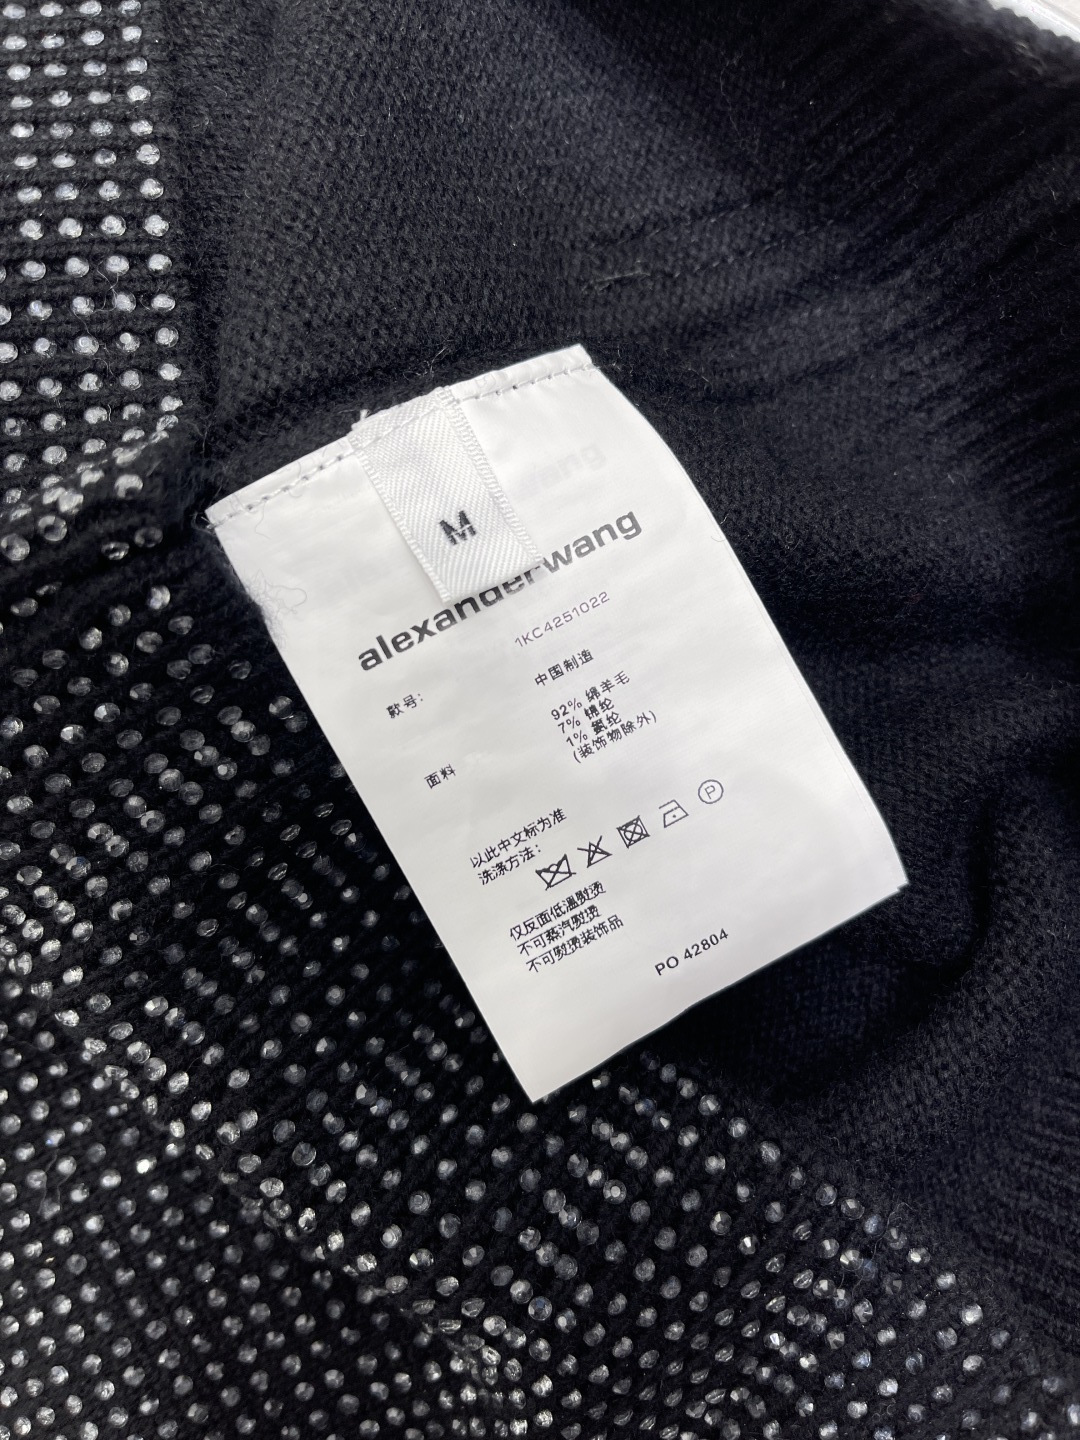 M
alexanderwang
1KC4251022
款号:
中国制造
92% 绵羊毛
7% 锦纶
1% 氨纶
(装饰物除外)
面料
以此中文标为准
洗涤方法:
P
仅反面低温熨烫
不可蒸汽熨烫
不可熨烫装饰品
PO 42804